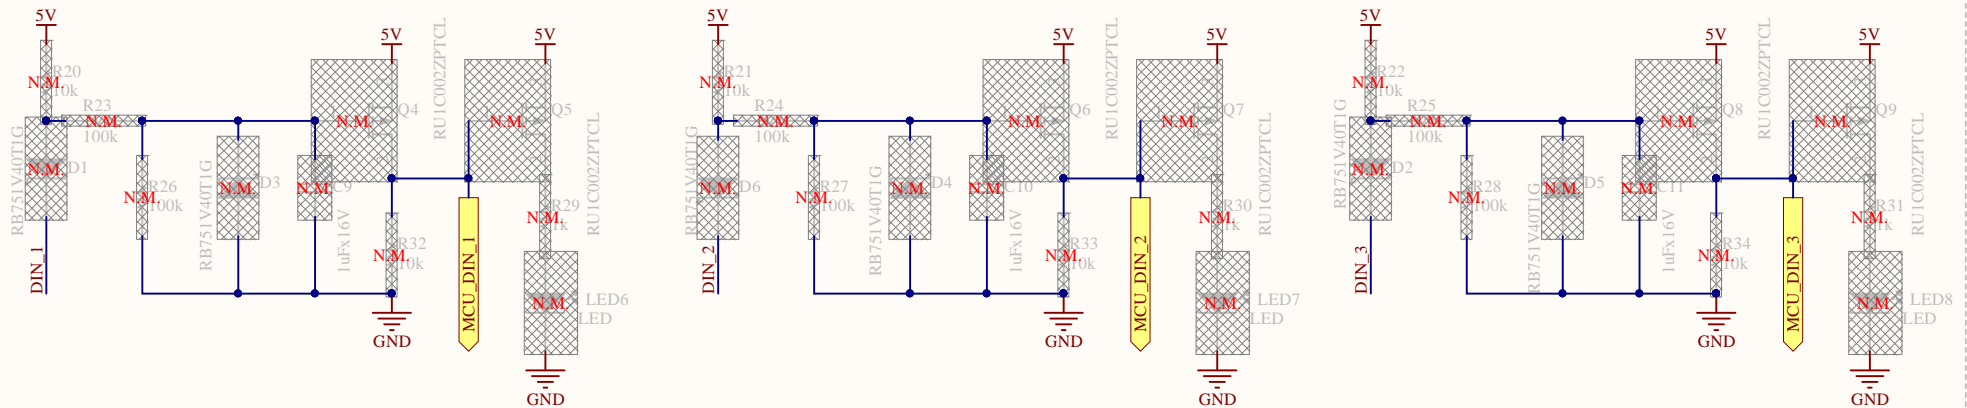 5V
R20
N.M.
10k
R23
N.M.
100k
RB751V40T1G
N.M.
D1
DIN_1
R26
N.M.
100k
D3
N.M.
RB751V40T1G
C9
N.M.
1uFx16V
5V
Q4
N.M.
RU1C002ZPTCL
R32
N.M.
10k
GND
MCU_DIN_1
5V
Q5
N.M.
RU1C002ZPTCL
R29
N.M.
1k
N.M.
LED6
LED
GND
5V
R21
N.M.
10k
R24
N.M.
100k
RB751V40T1G
N.M.
D6
DIN_2
R27
N.M.
100k
D4
N.M.
RB751V40T1G
C10
N.M.
1uFx16V
5V
Q6
N.M.
RU1C002ZPTCL
R33
N.M.
10k
GND
MCU_DIN_2
5V
Q7
N.M.
RU1C002ZPTCL
R30
N.M.
1k
N.M.
LED7
LED
GND
5V
R22
N.M.
10k
R25
N.M.
100k
RB751V40T1G
N.M.
D2
DIN_3
R28
N.M.
100k
D5
N.M.
RB751V40T1G
C11
N.M.
1uFx16V
5V
Q8
N.M.
RU1C002ZPTCL
R34
N.M.
10k
GND
MCU_DIN_3
5V
Q9
N.M.
RU1C002ZPTCL
R31
N.M.
1k
N.M.
LED8
LED
GND